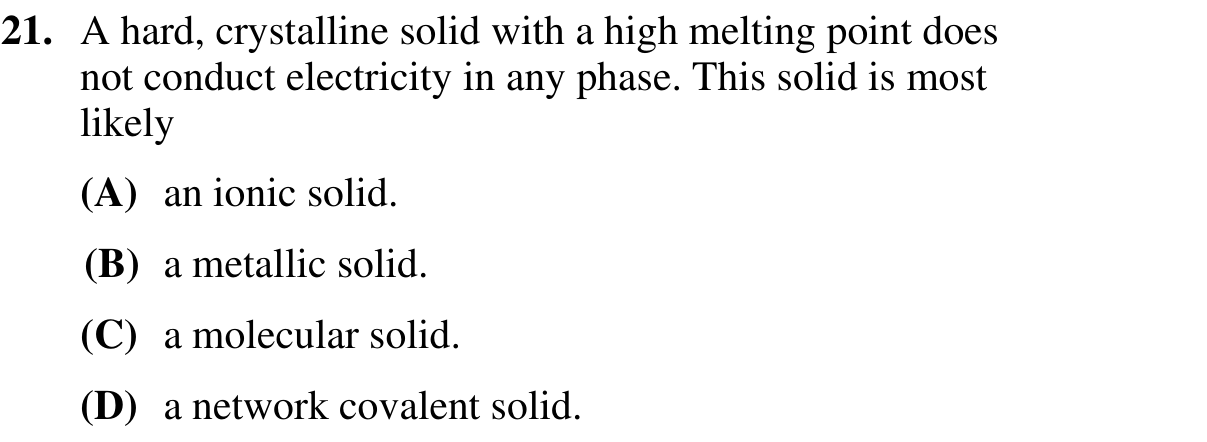 21. A hard, crystalline solid with a high melting point does
not conduct electricity in any phase. This solid is most
likely
(A) an ionic solid.
(B) a metallic solid.
(C) a molecular solid.
(D) a network covalent solid.